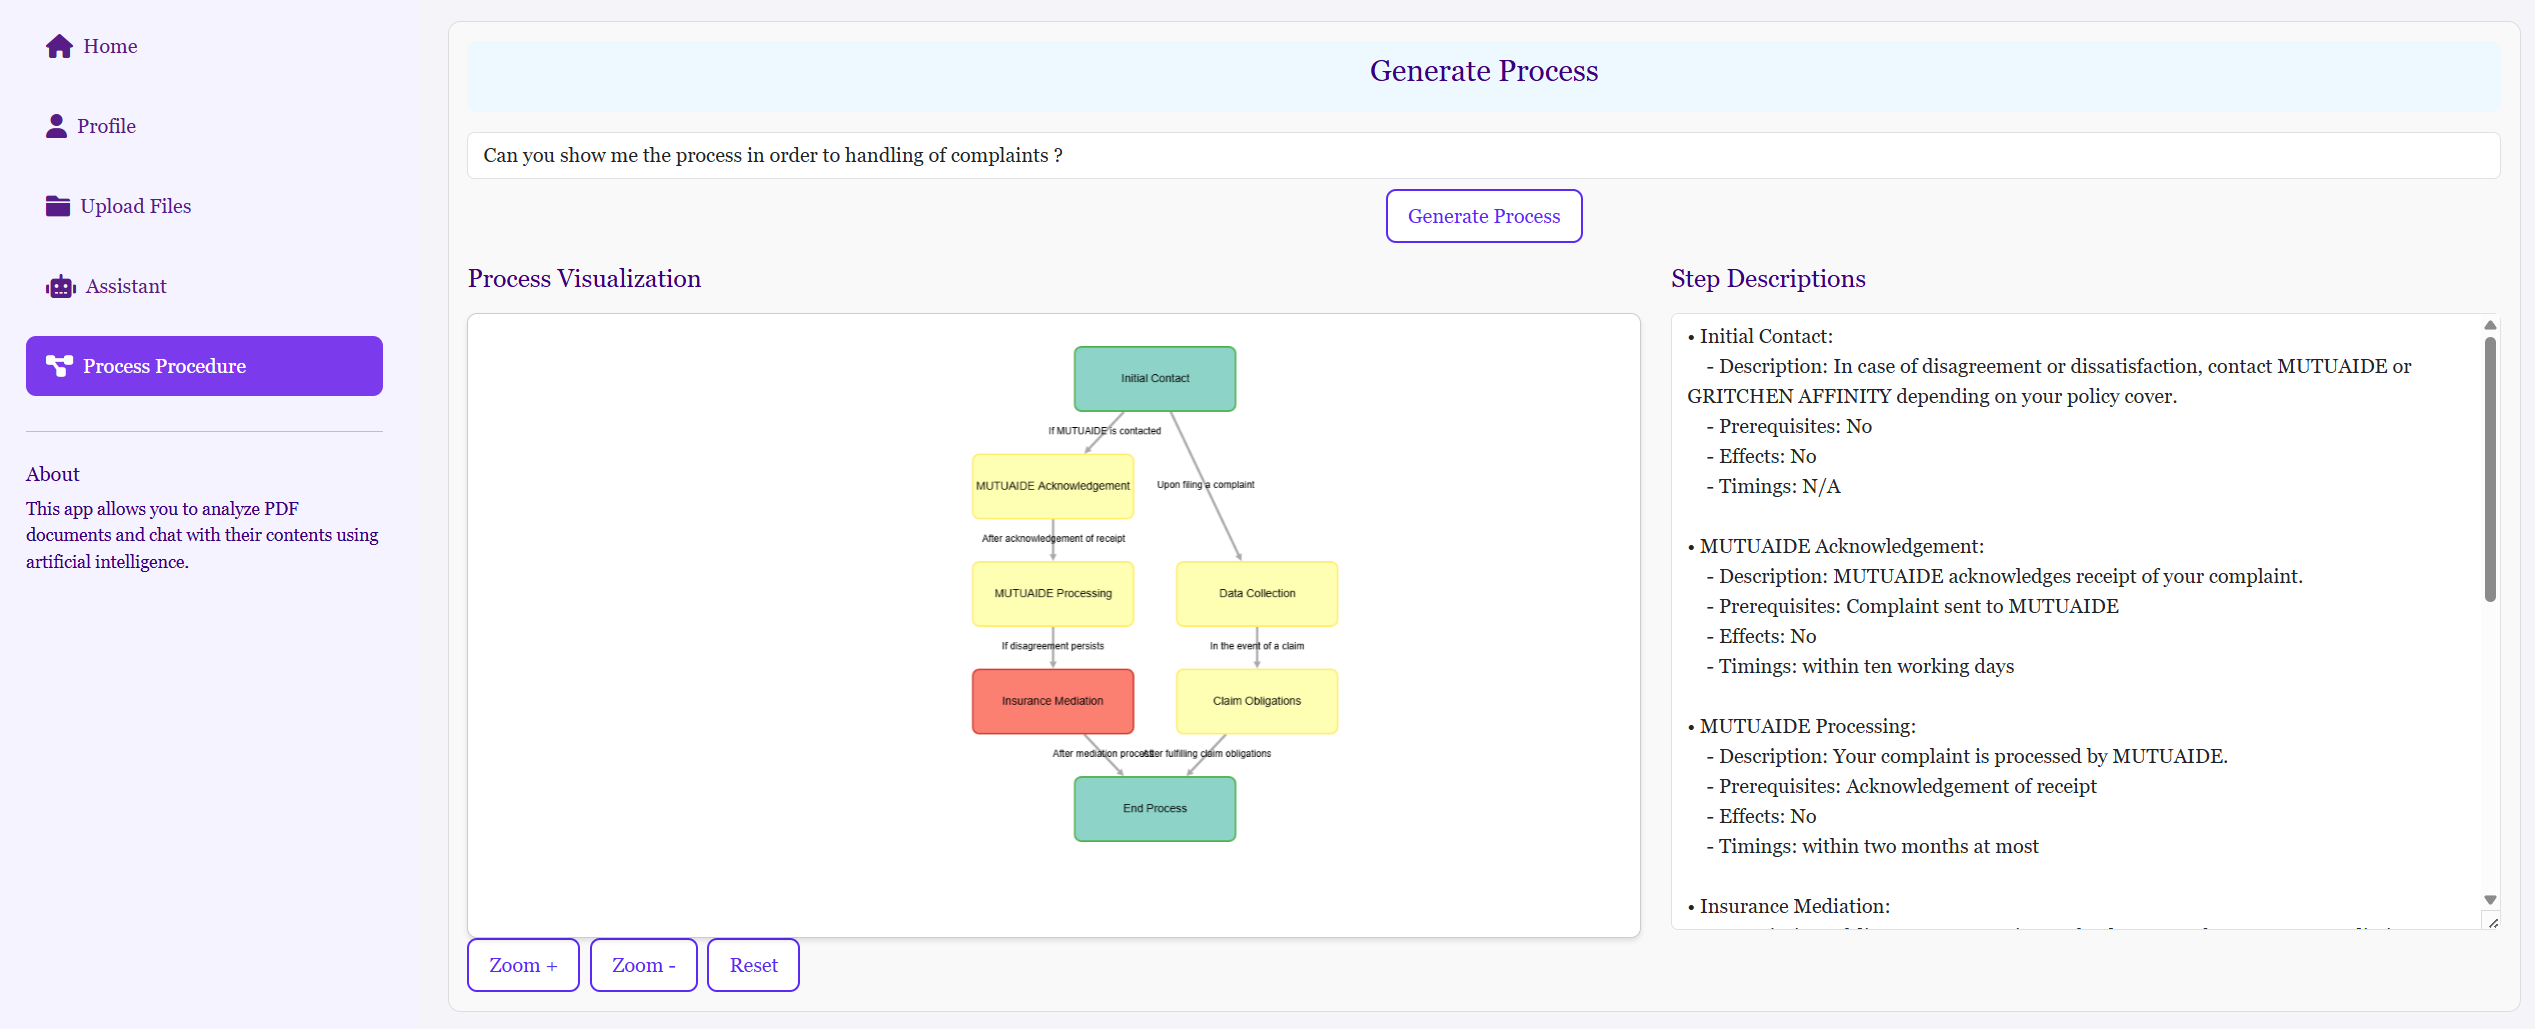 Home
Profile
Upload Files
Assistant
Process Procedure
About
This app allows you to analyze PDF
documents and chat with their contents using
artificial intelligence.
Generate Process
Can you show me the process in order to handling of complaints ?
Generate Process
Process Visualization
Initial Contact
If MUTUAIDE is contacted
MUTUAIDE Acknowledgement
Upon filing a complaint
After acknowledgement of receipt
MUTUAIDE Processing
Data Collection
If disagreement persists
In the event of a claim
Insurance Mediation
Claim Obligations
After mediation process
After fulfilling claim obligations
End Process
Zoom +
Zoom -
Reset
Step Descriptions
• Initial Contact:
- Description: In case of disagreement or dissatisfaction, contact MUTUAIDE or
GRITCHEN AFFINITY depending on your policy cover.
- Prerequisites: No
- Effects: No
- Timings: N/A
• MUTUAIDE Acknowledgement:
- Description: MUTUAIDE acknowledges receipt of your complaint.
- Prerequisites: Complaint sent to MUTUAIDE
- Effects: No
- Timings: within ten working days
• MUTUAIDE Processing:
- Description: Your complaint is processed by MUTUAIDE.
- Prerequisites: Acknowledgement of receipt
- Effects: No
- Timings: within two months at most
• Insurance Mediation: